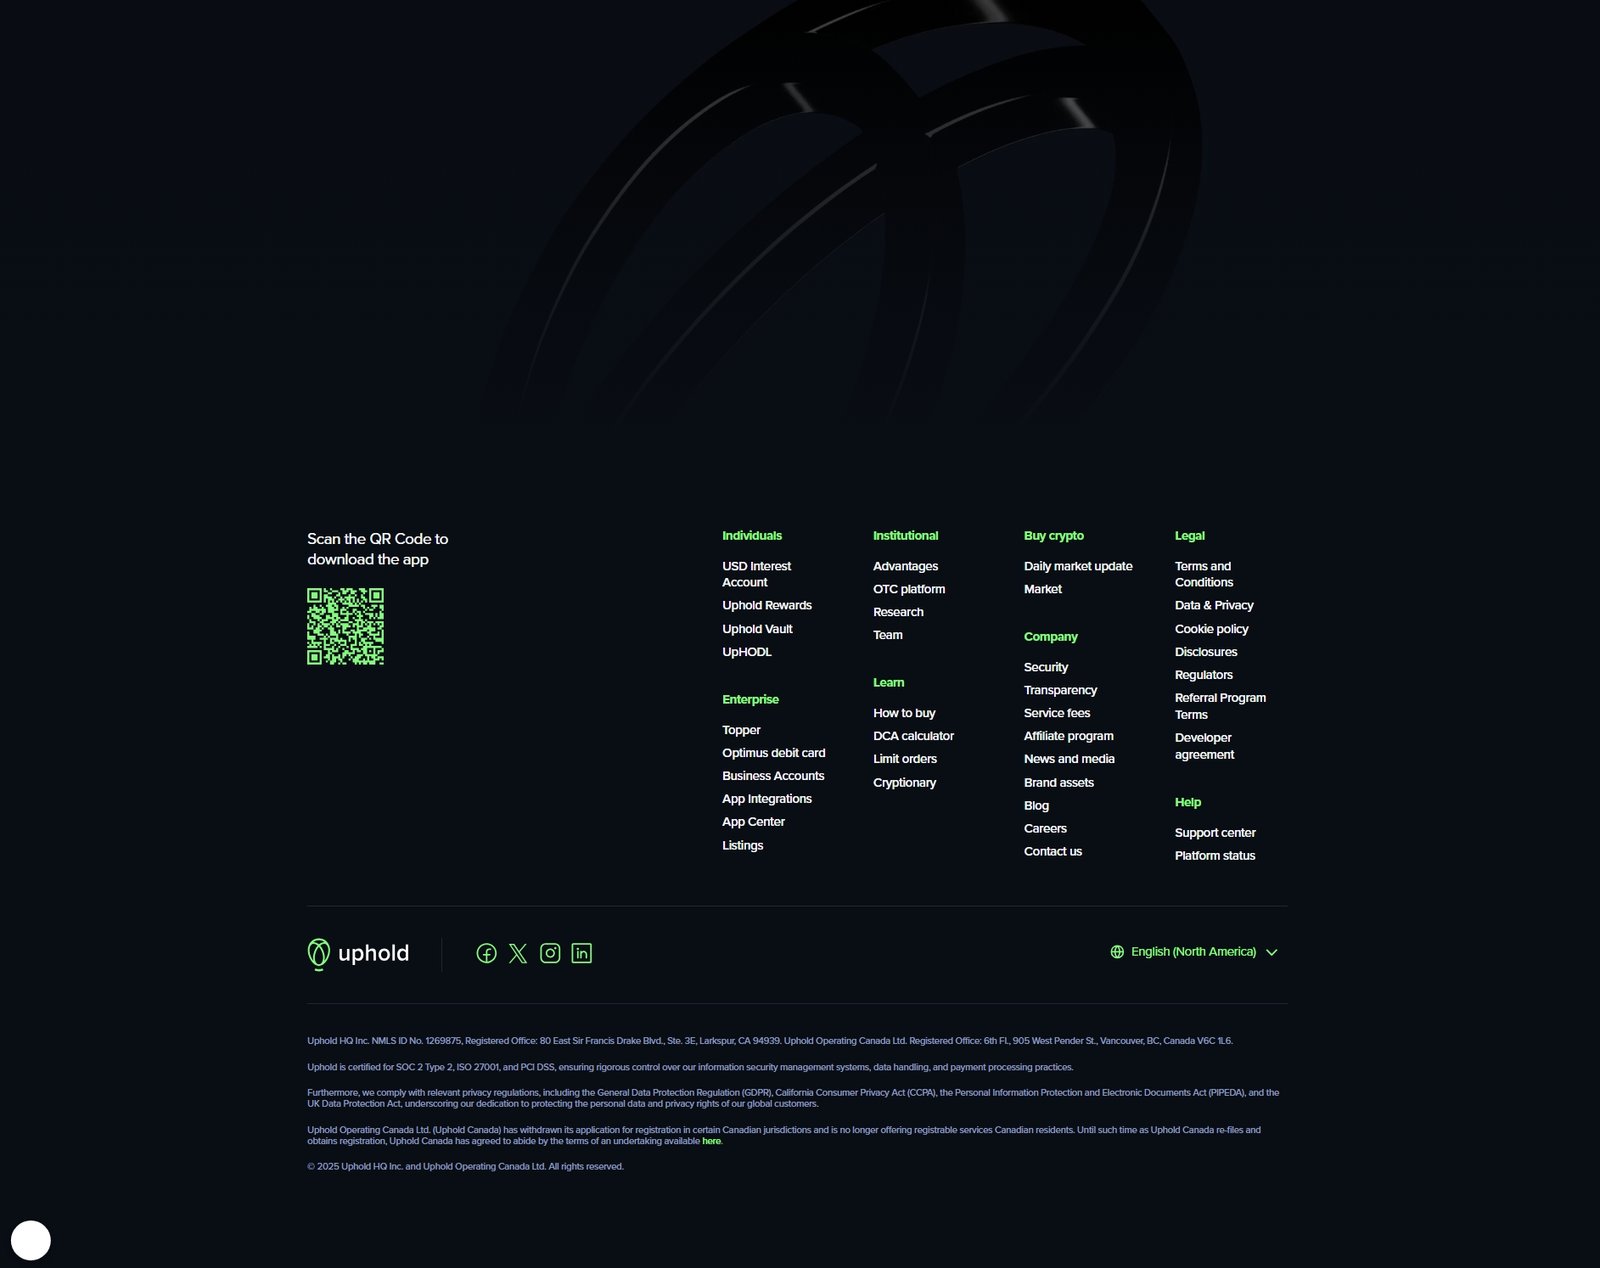 Scan the QR Code to
download the app
Individuals
USD Interest
Account
Uphold Rewards
Uphold Vault
UpHODL
Enterprise
Topper
Optimus debit card
Business Accounts
App Integrations
App Center
Listings
Institutional
Advantages
OTC platform
Research
Team
Learn
How to buy
DCA calculator
Limit orders
Cryptionary
Buy crypto
Daily market update
Market
Company
Security
Transparency
Service fees
Affiliate program
News and media
Brand assets
Blog
Careers
Contact us
Legal
Terms and
Conditions
Data & Privacy
Cookie policy
Disclosures
Regulators
Referral Program
Terms
Developer
agreement
Help
Support center
Platform status
uphold
English (North America)
Uphold HQ Inc. NMLS ID No. 1269875, Registered Office: 80 East Sir Francis Drake Blvd., Ste. 3E, Larkspur, CA 94939. Uphold Operating Canada Ltd. Registered Office: 6th Fl., 905 West Pender St., Vancouver, BC, Canada V6C 1L6.
Uphold is certified for SOC 2 Type 2, ISO 27001, and PCI DSS, ensuring rigorous control over our information security management systems, data handling, and payment processing practices.
Furthermore, we comply with relevant privacy regulations, including the General Data Protection Regulation (GDPR), California Consumer Privacy Act (CCPA), the Personal Information Protection and Electronic Documents Act (PIPEDA), and the
UK Data Protection Act, underscoring our dedication to protecting the personal data and privacy rights of our global customers.
Uphold Operating Canada Ltd. (Uphold Canada) has withdrawn its application for registration in certain Canadian jurisdictions and is no longer offering registrable services Canadian residents. Until such time as Uphold Canada re-files and
obtains registration, Uphold Canada has agreed to abide by the terms of an undertaking available here.
© 2025 Uphold HQ Inc. and Uphold Operating Canada Ltd. All rights reserved.